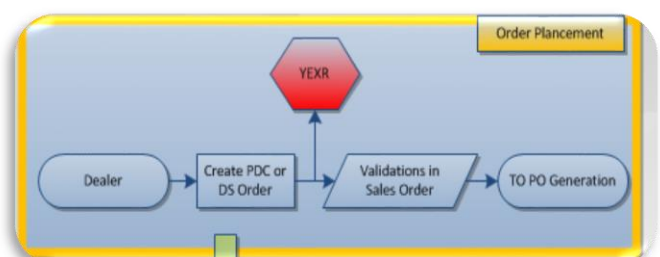 Order Plancement
YEXR
Dealer
Create PDC or
DS Order
Validations in
Sales Order
TO PO Generation